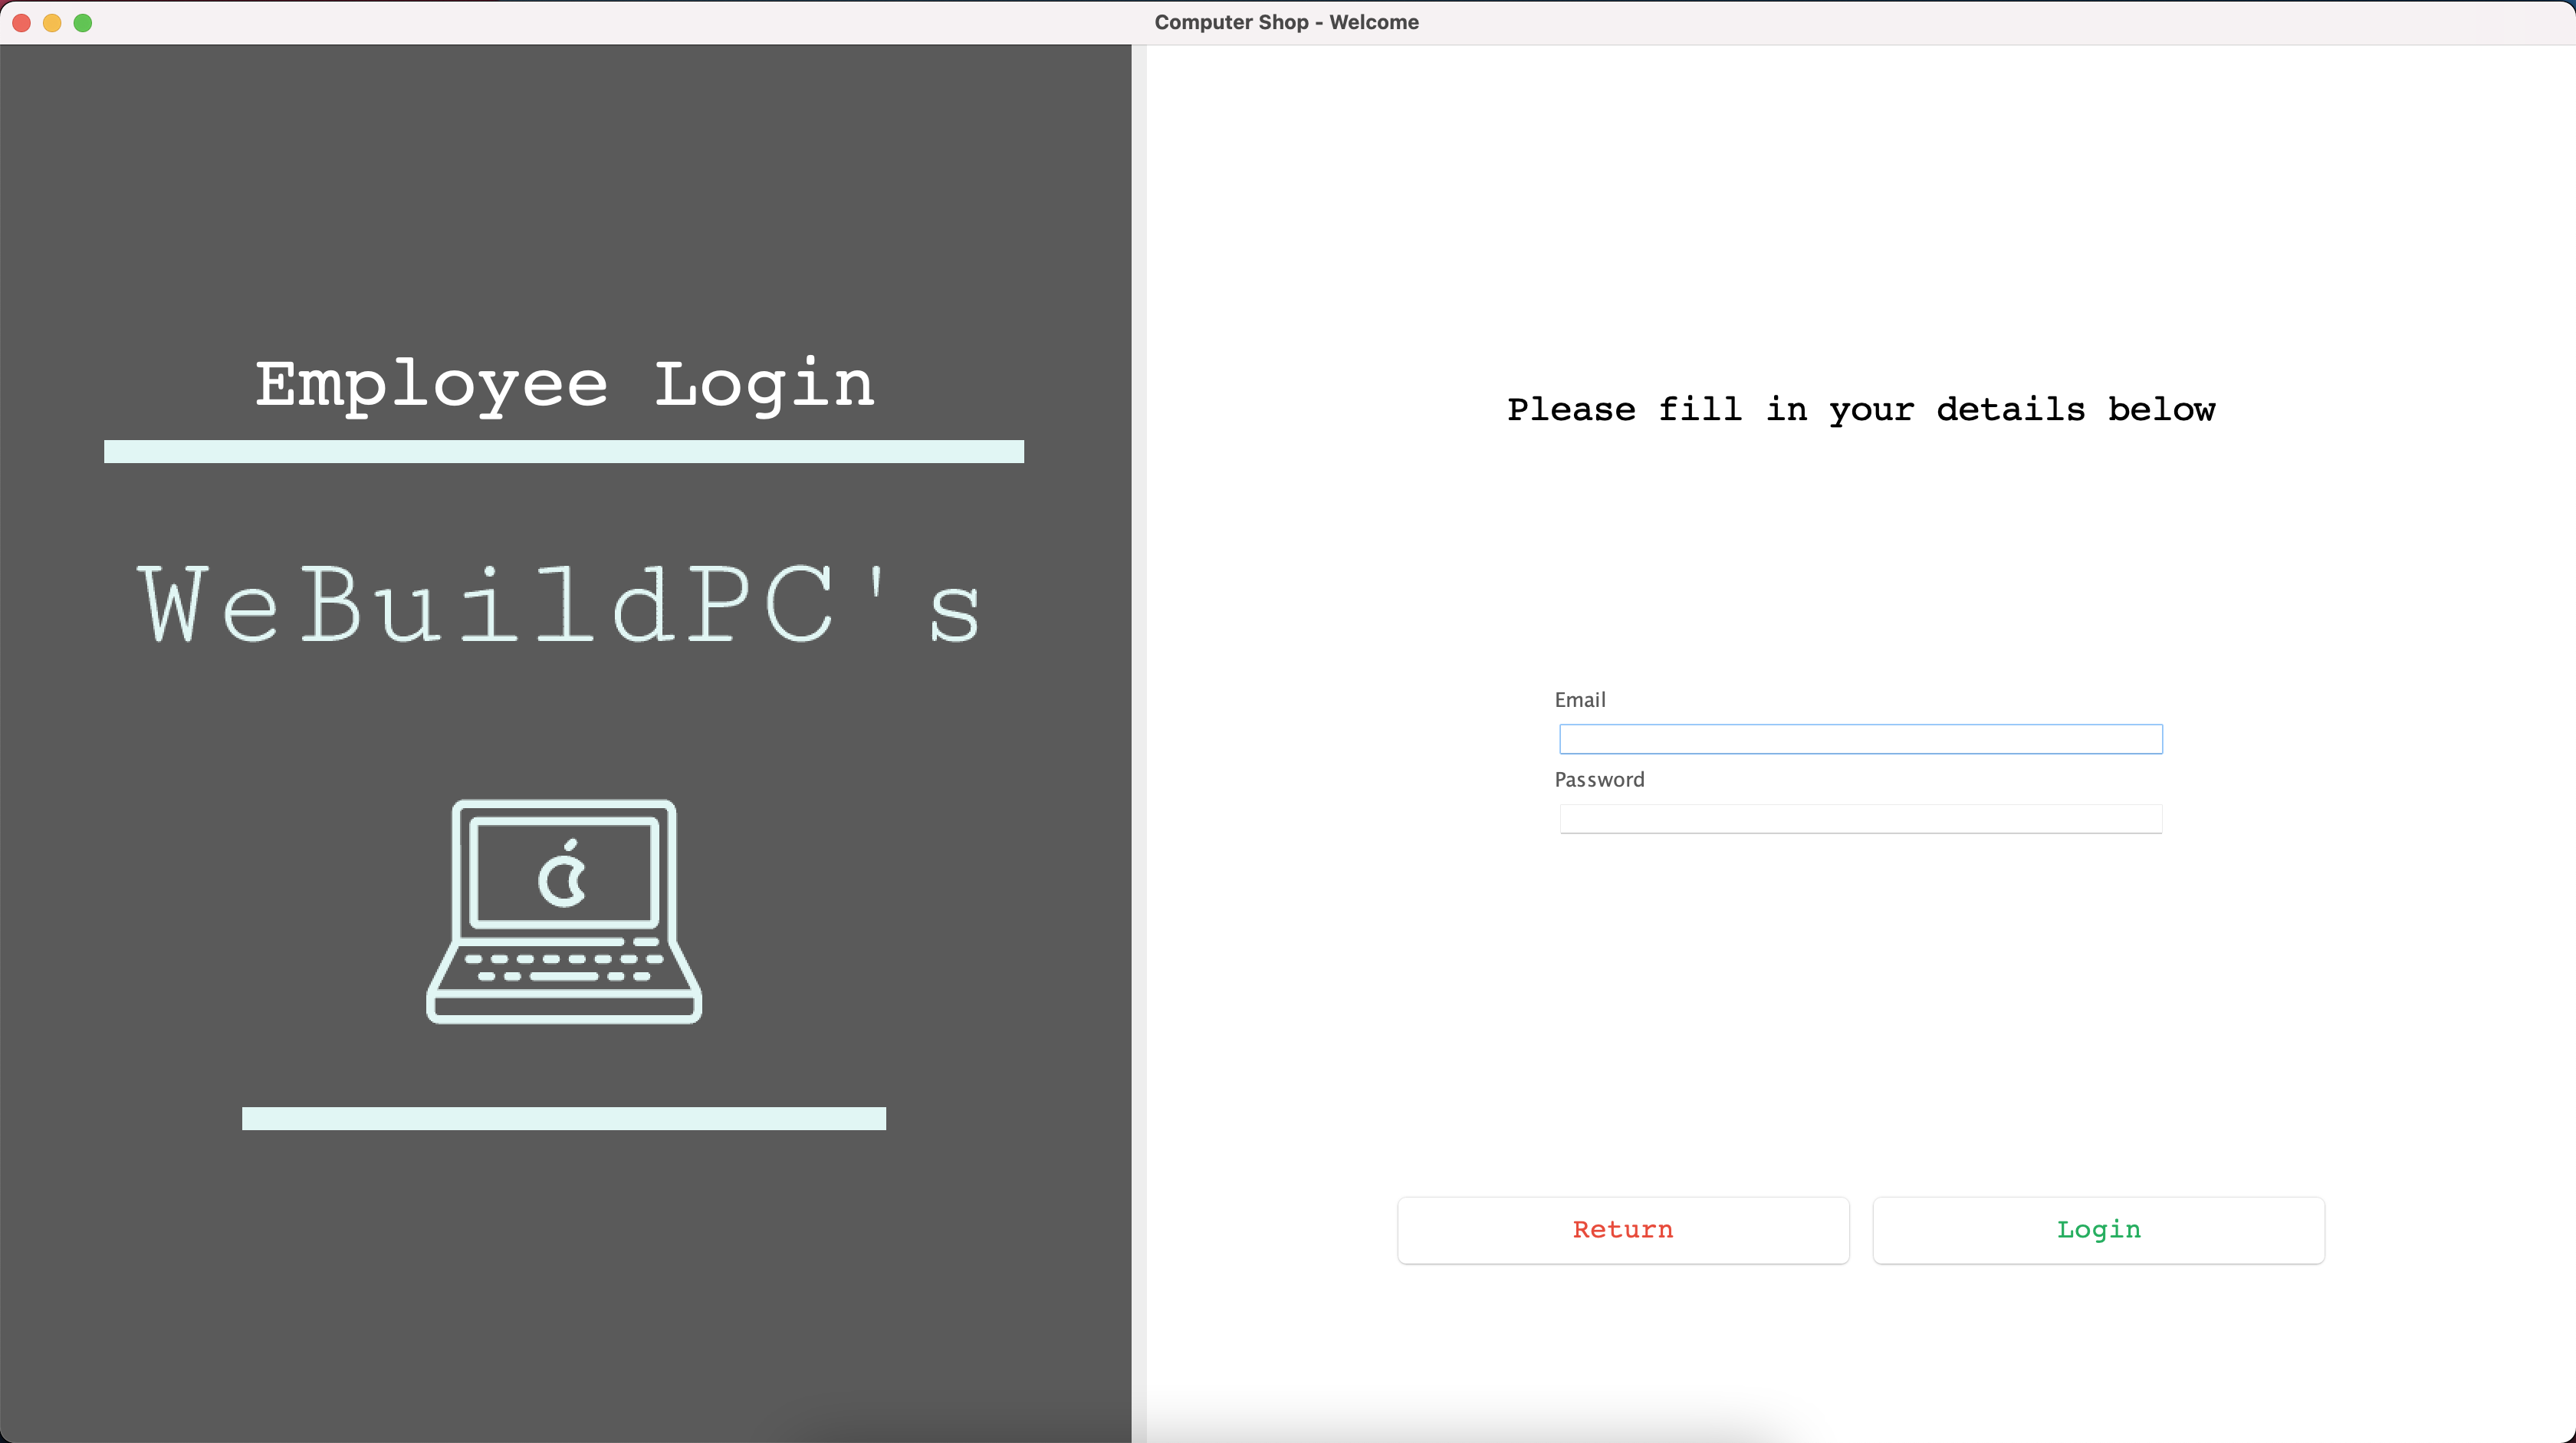 Computer Shop - Welcome
Employee Login
WeBuildPC's
Please fill in your details below
Email
Password
Return
Login